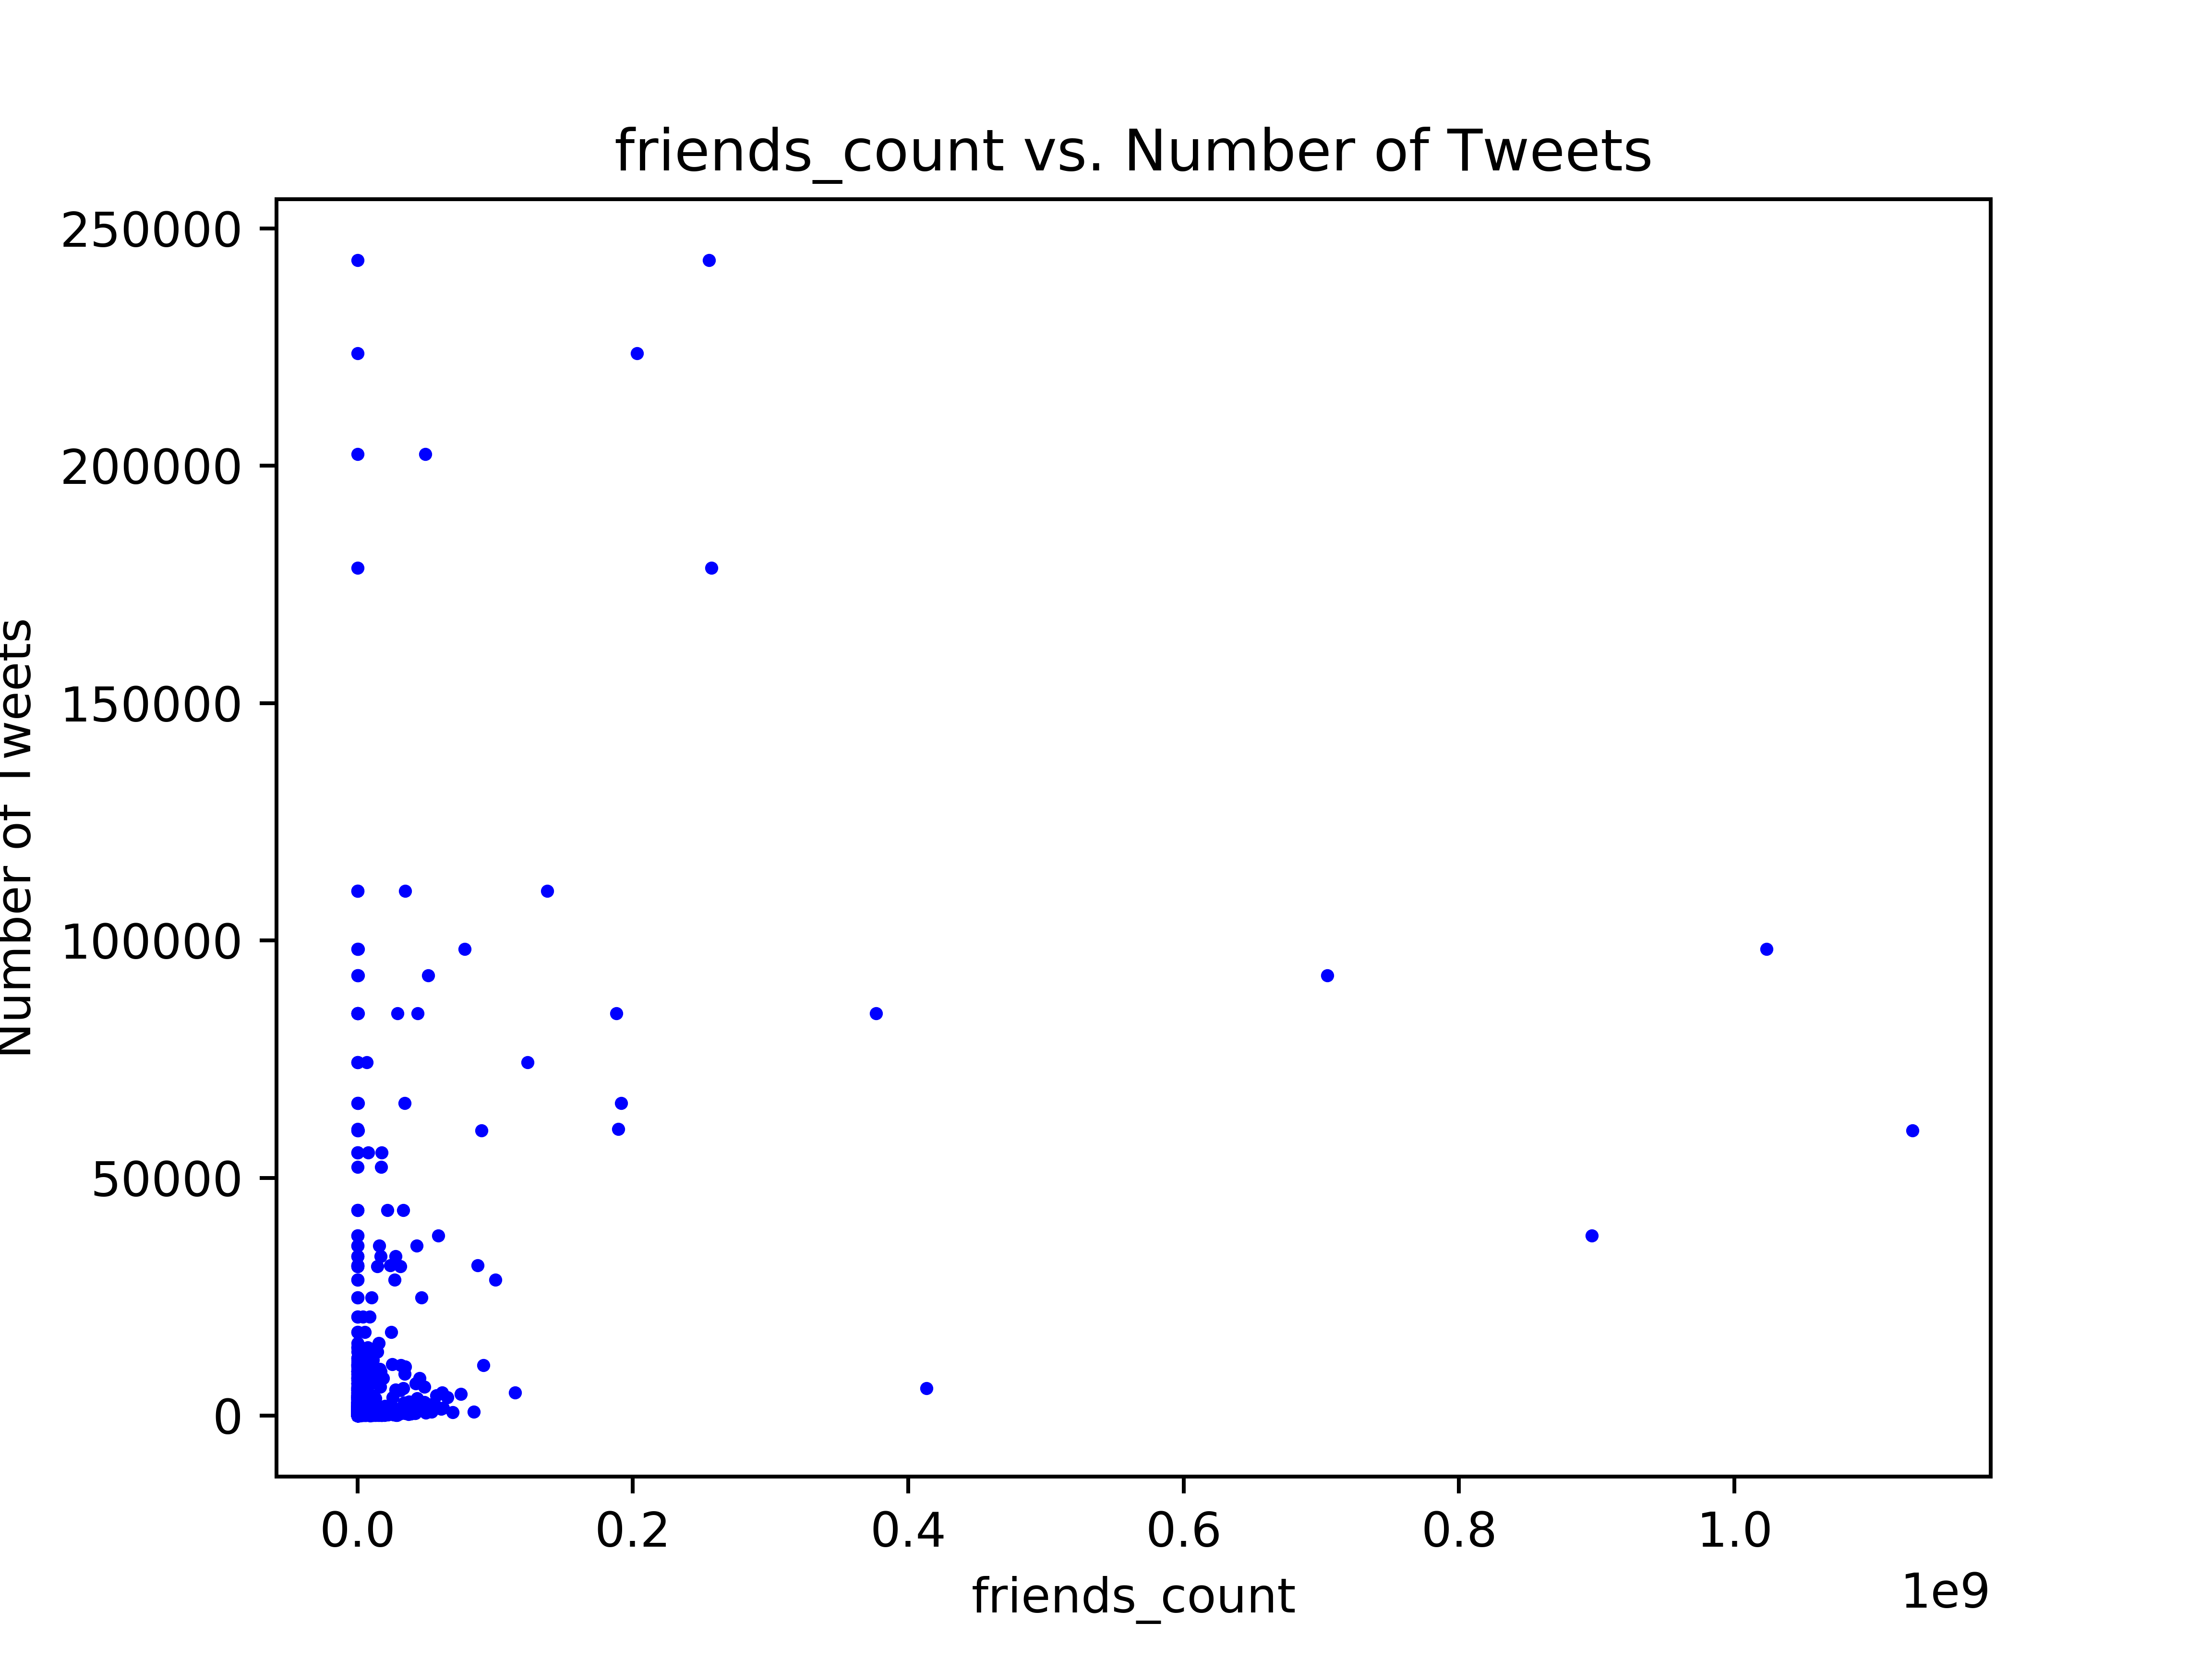 friends_count vs. Number of Tweets
250000
200000
150000
100000
50000
0
Number of Tweets
0.0 0.2 0.4 0.6 0.8 1.0
friends_count
1e9